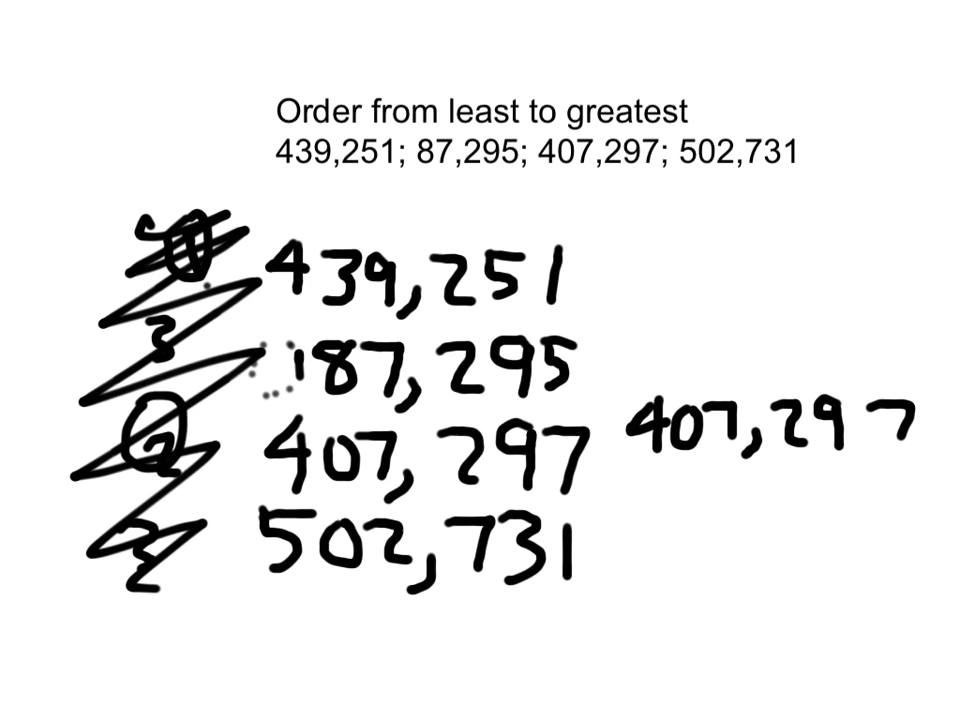 Order from least to greatest
439,251; 87,295; 407,297; 502,731
439,251
87,295
407,297 407,297
502,731